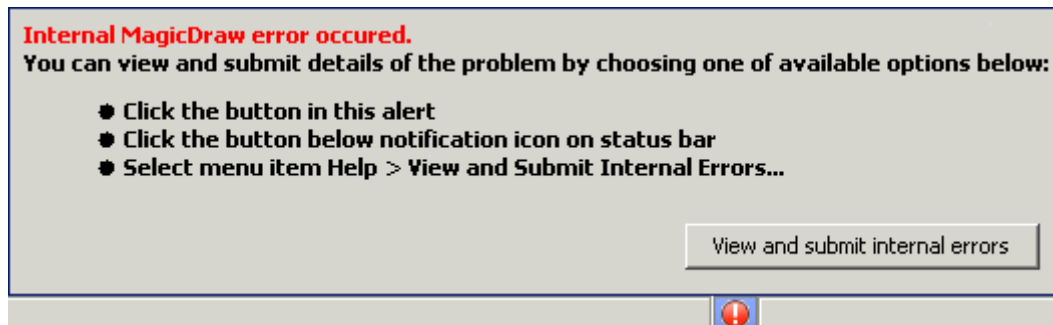 Internal MagicDraw error occured.
You can view and submit details of the problem by choosing one of available options below:
Click the button in this alert
Click the button below notification icon on status bar
Select menu item Help > View and Submit Internal Errors...
View and submit internal errors